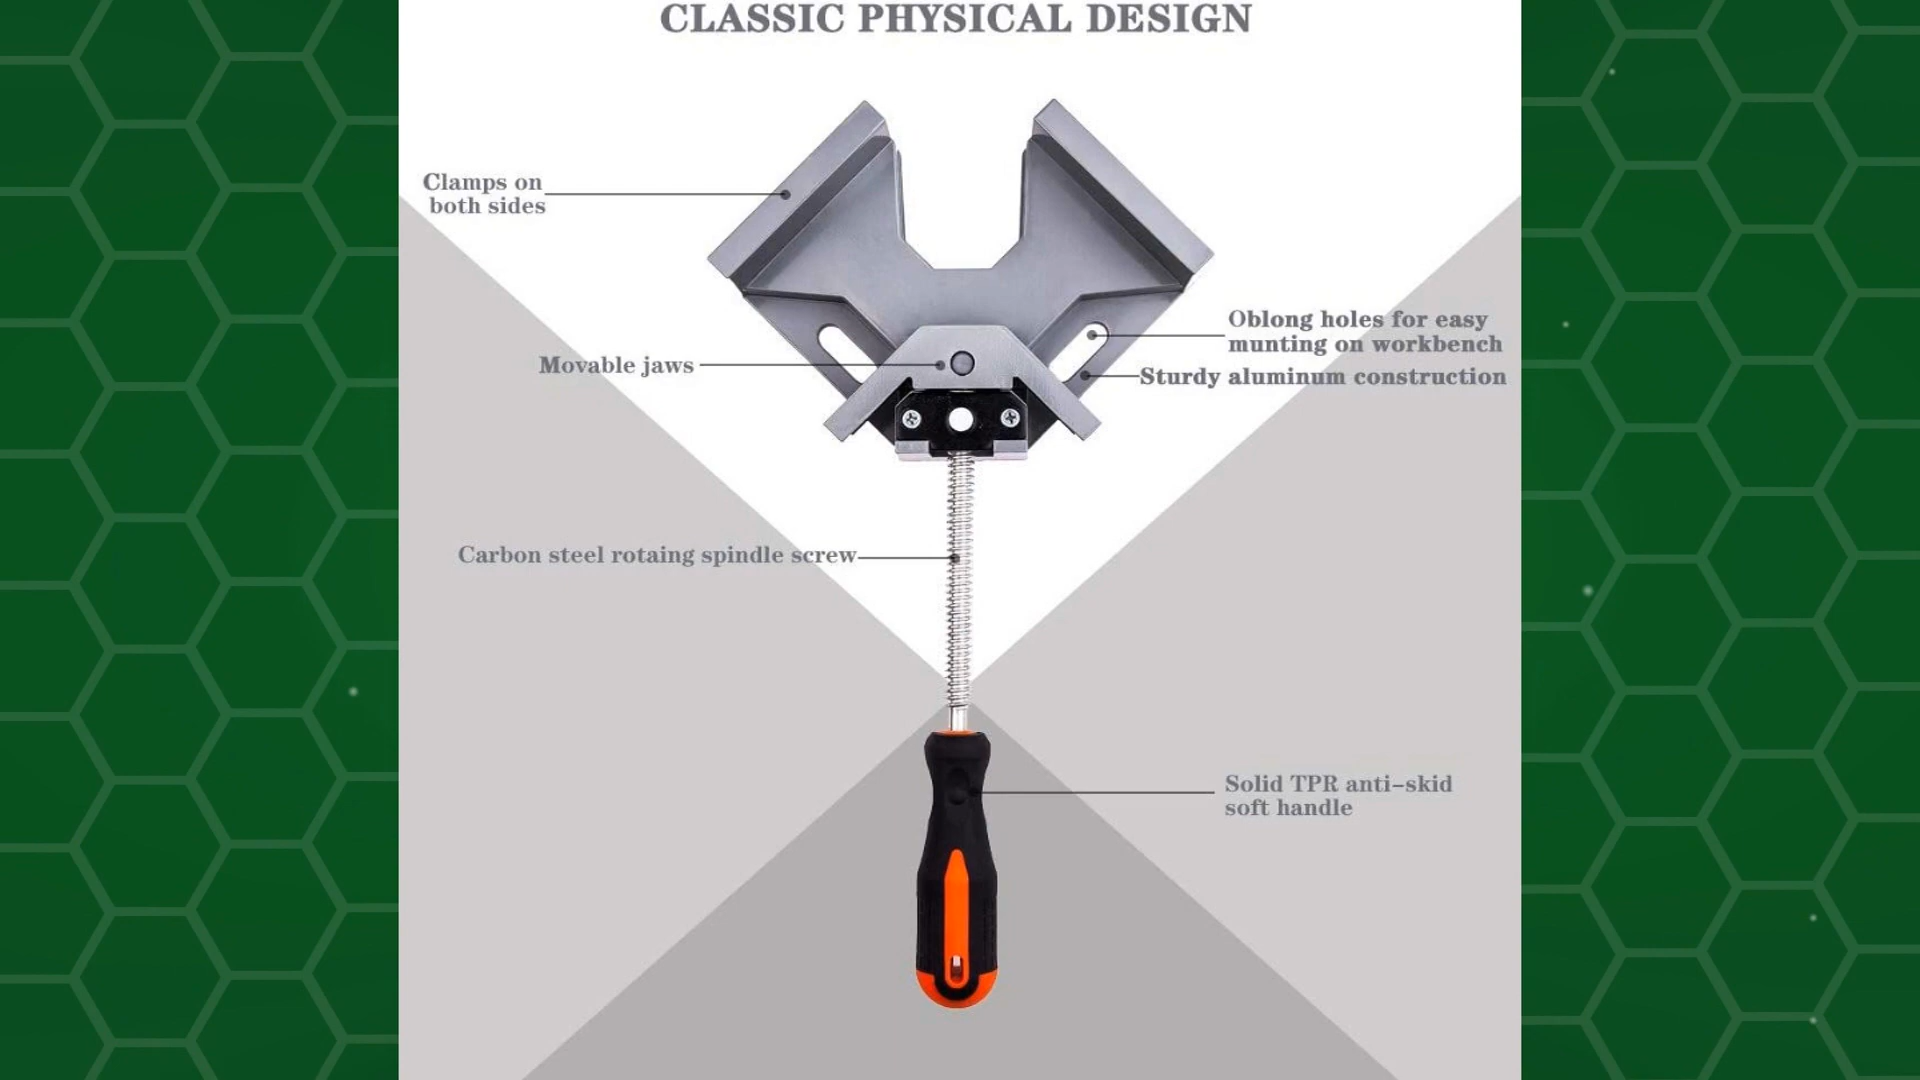 CLASSIC PHYSICAL DESIGN
Clamps on
both sides
Oblong holes for easy
munting on workbench
Movable jaws
Sturdy aluminum construction
Carbon steel rotaing spindle screw
Solid TPR anti-skid
soft handle